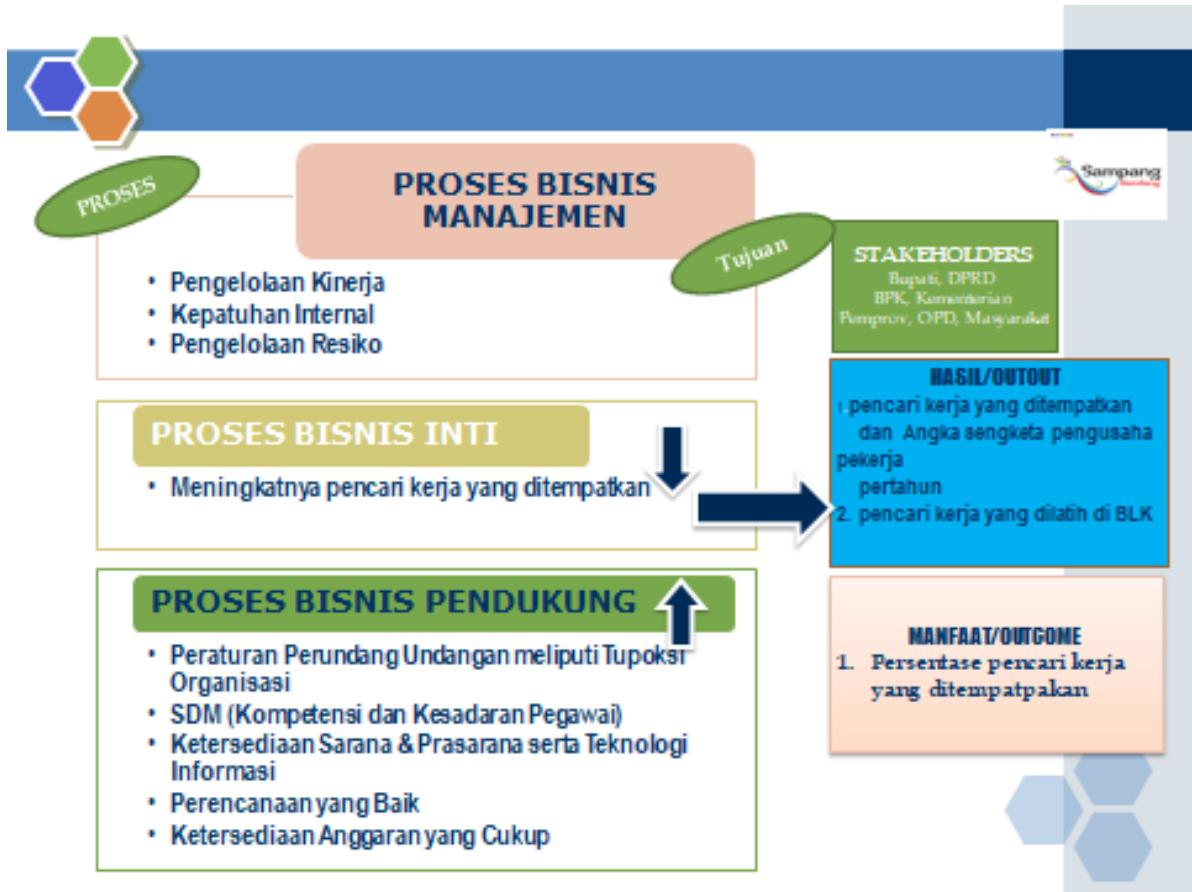 PROSES
PROSES BISNIS
MANAJEMEN
• Pengelolaan Kinerja
• Kepatuhan Internal
• Pengelolaan Resiko
PROSES BISNIS INTI
• Meningkatnya pencari kerja yang ditempatkan
PROSES BISNIS PENDUKUNG
• Peraturan Perundang Undangan meliputi Tupoksi
Organisasi
• SDM (Kompetensi dan Kesadaran Pegawai)
• Ketersediaan Sarana & Prasarana serta Teknologi
Informasi
• Perencanaan yang Baik
• Ketersediaan Anggaran yang Cukup
Sampang
Tujuan
STAKEHOLDERS
Bupati, DPRD
BPK, Kementerian
Pemprov, OPD, Masyarakat
HASIL/OUTOUT
1. pencari kerja yang ditempatkan
dan Angka sengketa pengusaha
pekerja
pertahun
2. pencari kerja yang dilatih di BLK
MANFAAT/OUTCOME
1. Persentase pencari kerja
yang ditempatpakan